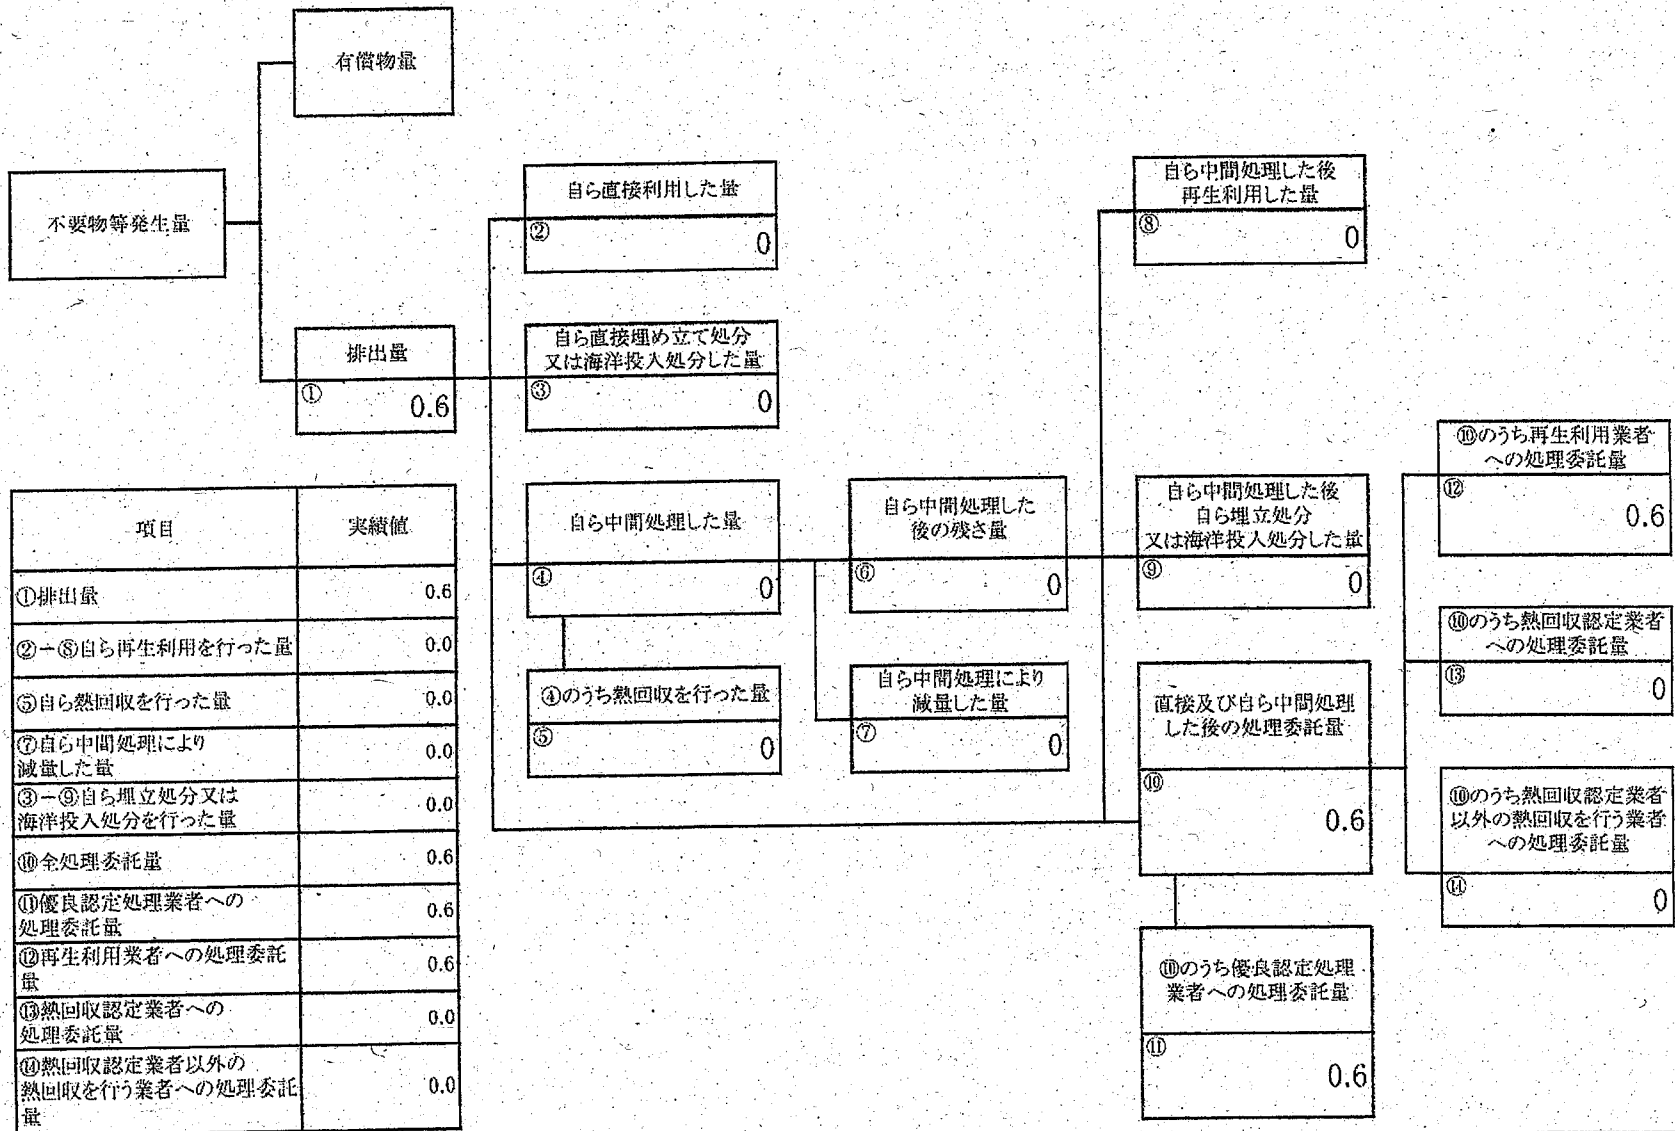 有償物量
不要物等発生量
排出量
①
0.6
自ら直接利用した量
②
0
自ら直接埋め立て処分
又は海洋投入処分した量
③
0
自ら中間処理した量
④
0
④のうち熱回収を行った量
⑤
0
自ら中間処理した
後の残さ量
⑥
0
自ら中間処理により
減量した量
⑦
0
自ら中間処理した後
再生利用した量
⑧
0
自ら中間処理した後
自ら埋立処分
又は海洋投入処分した量
⑨
0
直接及び自ら中間処理
した後の処理委託量
⑩
0.6
⑩のうち優良認定処理
業者への処理委託量
⑪
0.6
⑩のうち再生利用業者
への処理委託量
⑫
0.6
⑩のうち熱回収認定業者
への処理委託量
⑬
0
⑩のうち熱回収認定業者
以外の熱回収を行う業者
への処理委託量
⑭
0
項目 実績値
①排出量 0.6
②+⑧自ら再生利用を行った量 0.0
⑤自ら熱回収を行った量 0.0
⑦自ら中間処理により
減量した量 0.0
③+⑨自ら埋立処分又は
海洋投入処分を行った量 0.0
⑩全処理委託量 0.6
⑪優良認定処理業者への
処理委託量 0.6
⑫再生利用業者への処理委託
量 0.6
⑬熱回収認定業者への
処理委託量 0.0
⑭熱回収認定業者以外の
熱回収を行う業者への処理委託
量 0.0